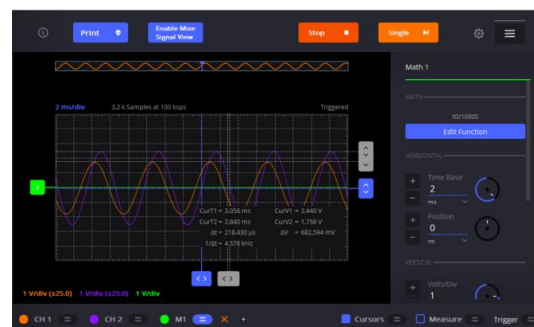 Print
Enable Mixe
Signal View
Stop
Single
Math 1
MATH
t0/10000
Edit Function
HORIZONTAL
Time Base
2
ms
Position
0
ns
VERTICAL
Volts/Div
1
2 ms/div 3.2 k Samples at 100 ksps Triggered
CurT1 = 3.058 ms CurV1 = 2.440 V
CurT2 = 2.840 ms CurV2 = 1.758 V
Δt = 218.430 µs ΔV = 682.594 mV
1/Δt = 4.578 kHz
1 V/div (±25.0) 1 V/div (±25.0) 1 V/div
CH 1 CH 2 M1 Cursors Measure Trigger